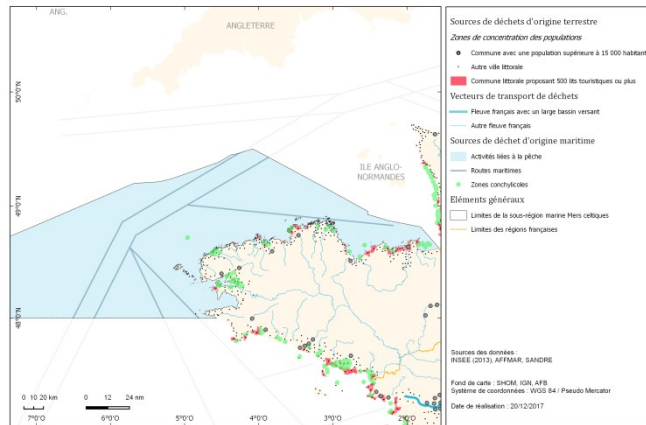 ANG.
ANGLETERRE
ILE ANGLO-
NORMANDES
50°0'N
49°0'N
48°0'N
7°0'O
6°0'O
5°0'O
4°0'O
3°0'O
2°0'O
0 10 20 km
0 12 24 nm
Sources de déchets d'origine terrestre
Zones de concentration des populations
Commune avec une population supérieure à 15 000 habitant
Autre ville littorale
Commune littorale proposant 500 lits touristiques ou plus
Vecteurs de transport de déchets
Fleuve français avec un large bassin versant
Autre fleuve français
Sources de déchet d'origine maritime
Activités liées à la pêche
Routes maritimes
Zones conchylicoles
Eléments généraux
Limites de la sous-région marine Mers celtiques
Limites des régions françaises
Sources des données :
INSEE (2013), AFFMAR, SANDRE
Fond de carte : SHOM, IGN, AFB
Système de coordonnées : WGS 84 / Pseudo Mercator
Date de réalisation : 20/12/2017